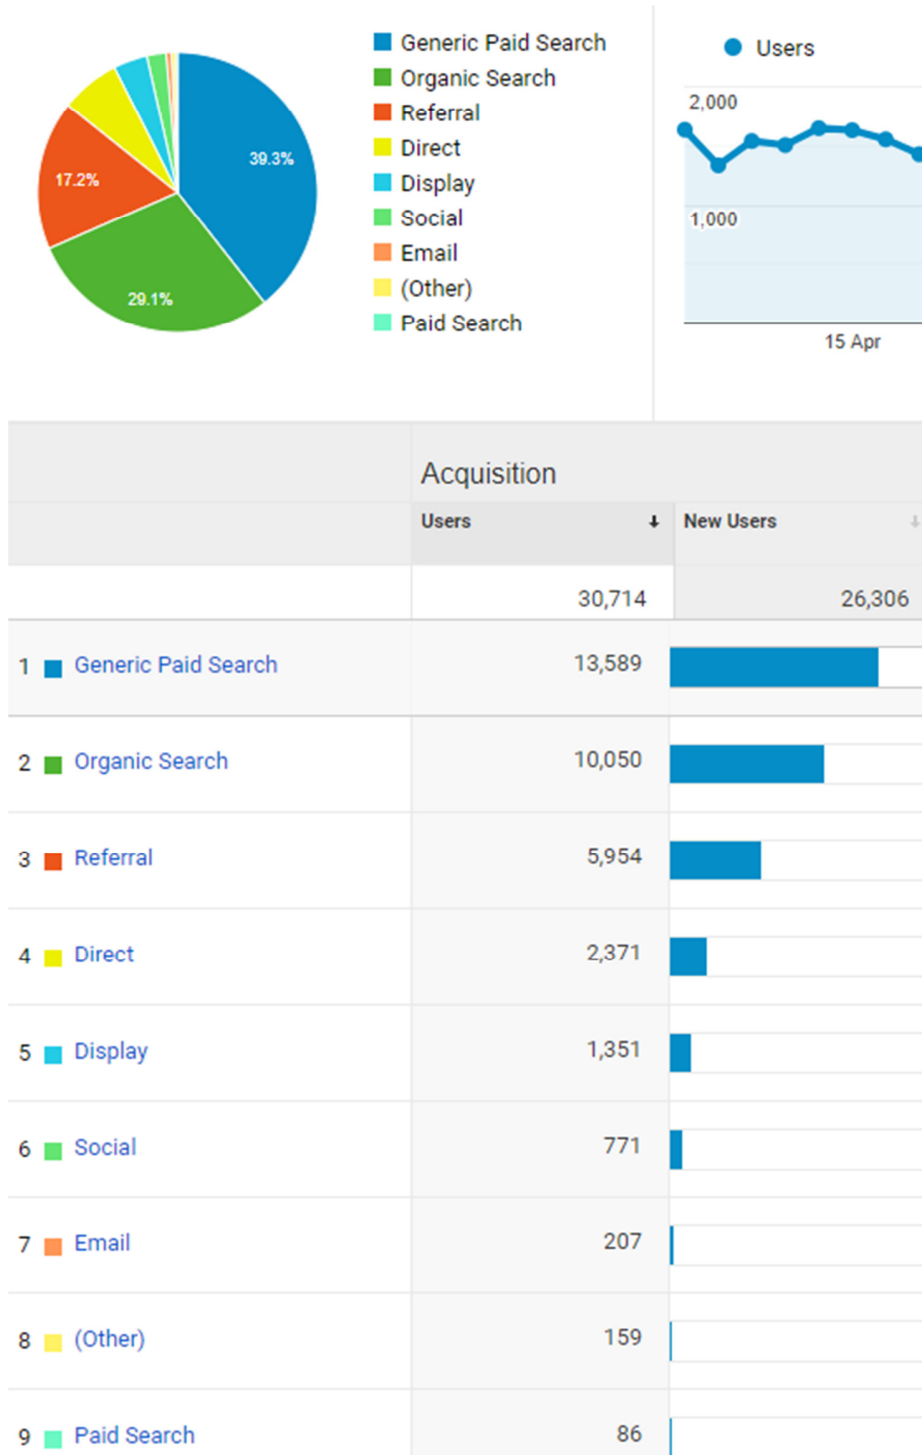 Generic Paid Search
Organic Search
Referral
Direct
Display
Social
Email
(Other)
Paid Search
39.3%
17.2%
29.1%
Users
2,000
1,000
15 Apr
Acquisition
Users New Users
30,714 26,306
1 Generic Paid Search 13,589
2 Organic Search 10,050
3 Referral 5,954
4 Direct 2,371
5 Display 1,351
6 Social 771
7 Email 207
8 (Other) 159
9 Paid Search 86